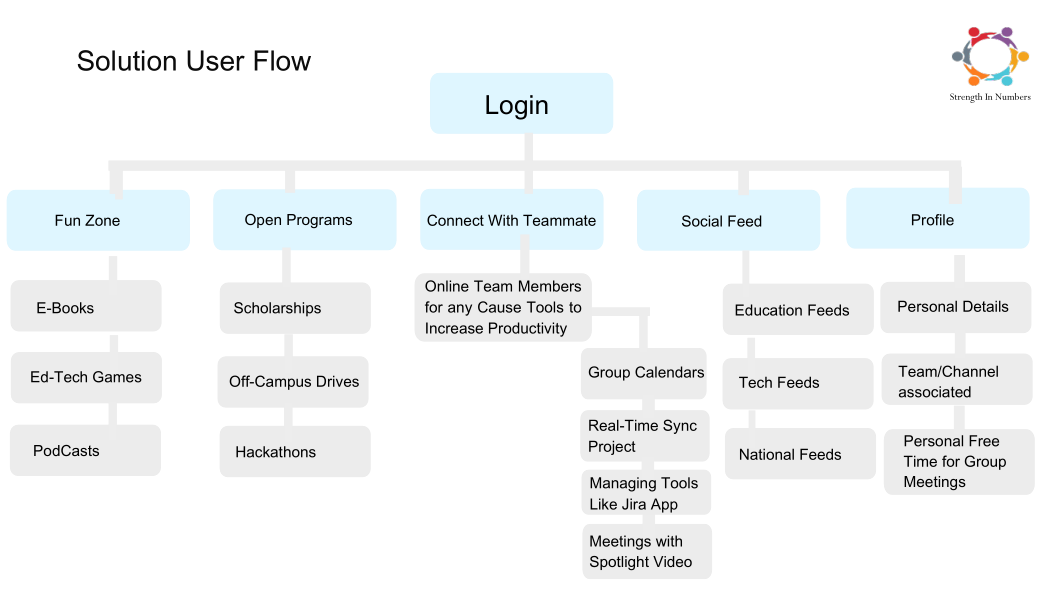 Solution User Flow
Strength In Numbers
Login
Fun Zone
Open Programs
Connect With Teammate
Social Feed
Profile
E-Books
Ed-Tech Games
PodCasts
Scholarships
Off-Campus Drives
Hackathons
Online Team Members
for any Cause Tools to
Increase Productivity
Group Calendars
Real-Time Sync
Project
Managing Tools
Like Jira App
Meetings with
Spotlight Video
Education Feeds
Tech Feeds
National Feeds
Personal Details
Team/Channel
associated
Personal Free
Time for Group
Meetings